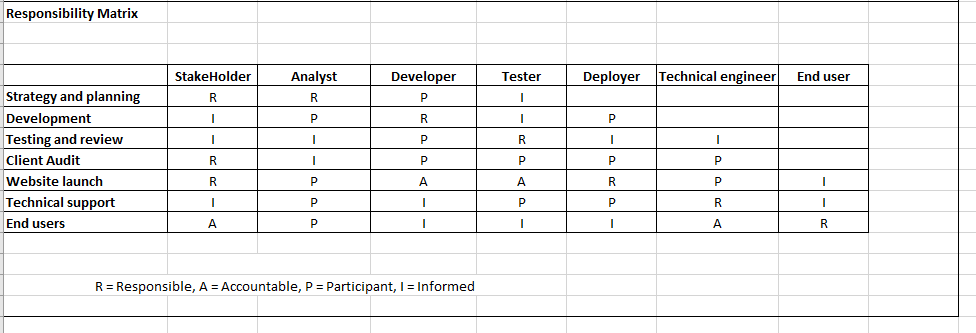 Responsibility Matrix
StakeHolder Analyst Developer Tester Deployer Technical engineer End user
Strategy and planning R R P I
Development I P R I P
Testing and review I I P R I I
Client Audit R I P P P P
Website launch R P A A R P I
Technical support I P I P P R I
End users A P I I I A R
R = Responsible, A = Accountable, P = Participant, I = Informed